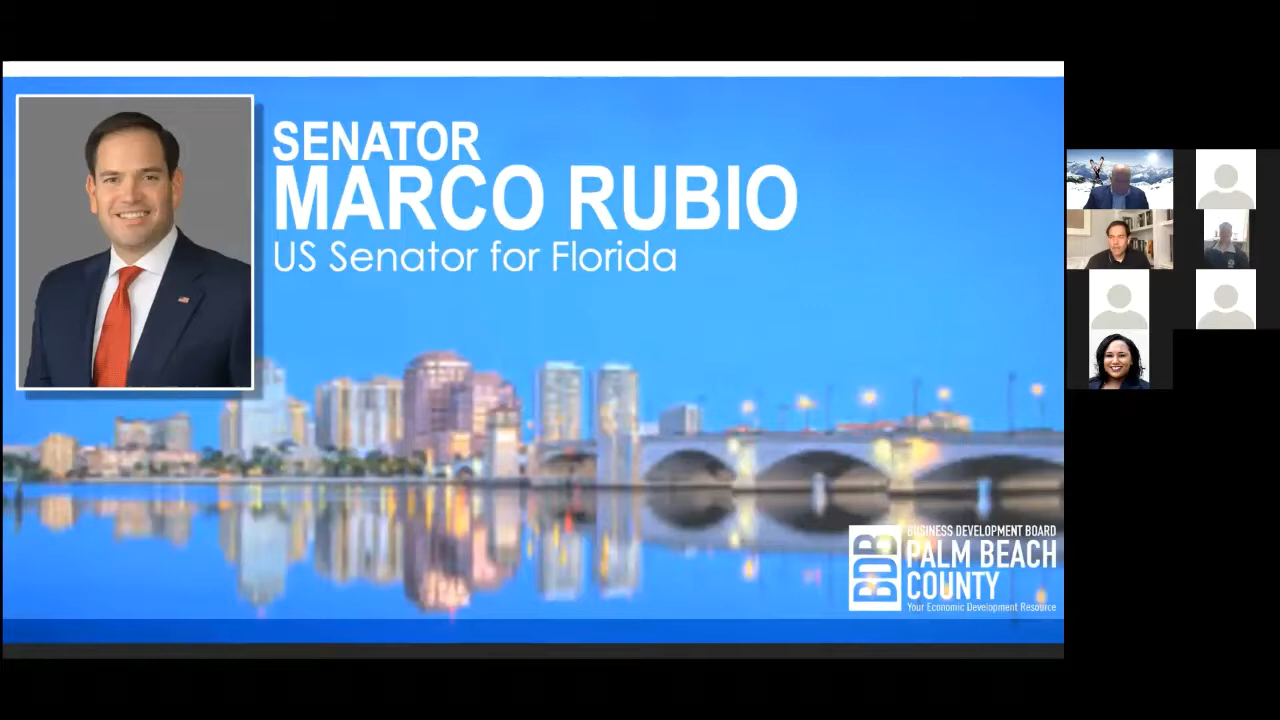 SENATOR
MARCO RUBIO
US Senator for Florida
BDB
BUSINESS DEVELOPMENT BOARD
PALM BEACH
COUNTY
Your Economic Development Resource